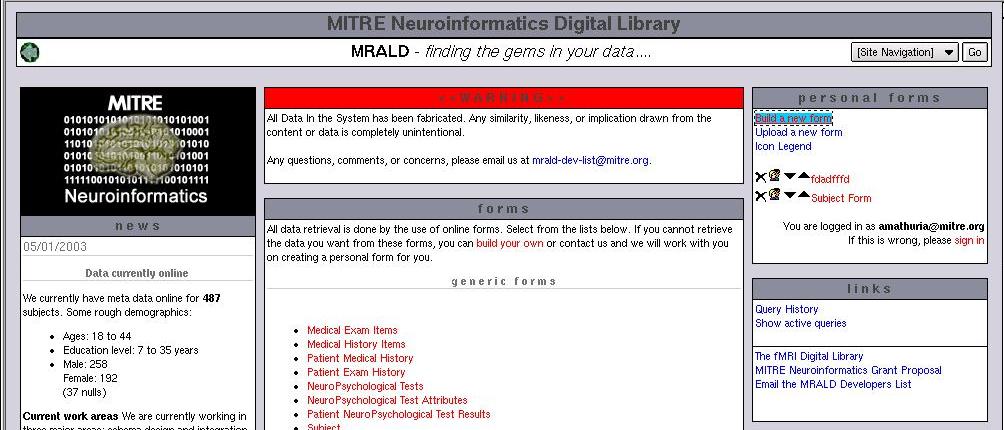 MITRE Neuroinformatics Digital Library
MRALD - finding the gems in your data....
[Site Navigation]
Go
MITRE
010101010101010101
010101
00101
01101
11010
001
01001
1010
001
1111100101010101111
Neuroinformatics
news
05/01/2003
Data currently online
We currently have meta data online for 487
subjects. Some rough demographics:
Ages: 18 to 44
Education level: 7 to 35 years
Male: 258
Female: 192
(37 nulls)
Current work areas We are currently working in
three major areas: schema design and integration
<<WARNING>>
All Data In the System has been fabricated. Any similarity, likeness, or implication drawn from the
content or data is completely unintentional.
Any questions, comments, or concerns, please email us at mrald-dev-list@mitre.org.
forms
All data retrieval is done by the use of online forms. Select from the lists below. If you cannot retrieve
the data you want from these forms, you can build your own or contact us and we will work with you
on creating a personal form for you.
generic forms
Medical Exam Items
Medical History Items
Patient Medical History
Patient Exam History
NeuroPsychological Tests
NeuroPsychological Test Attributes
Patient NeuroPsychological Test Results
Subject
personal forms
Build a new form
Upload a new form
Icon Legend
fdadfffd
Subject Form
You are logged in as amathuria@mitre.org
If this is wrong, please sign in
links
Query History
Show active queries
The fMRI Digital Library
MITRE Neuroinformatics Grant Proposal
Email the MRALD Developers List